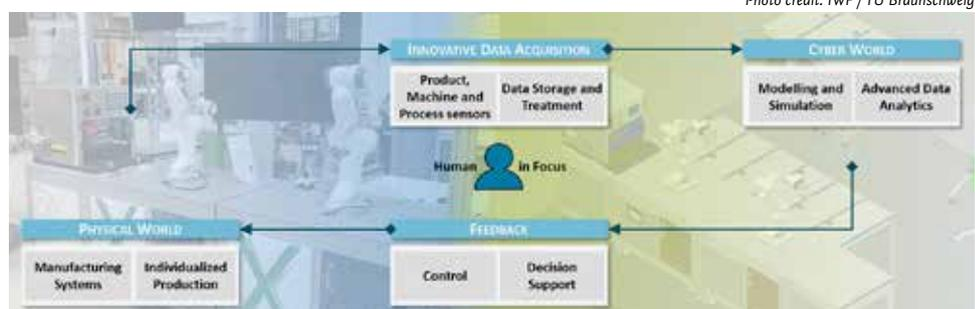 Photo credit: IWF / TU Braunschweig
INNOVATIVE DATA ACQUISITION
Product,
Machine and
Process sensors
Data Storage and
Treatment
CYBER WORLD
Modelling and
Simulation
Advanced Data
Analytics
Human in Focus
PHYSICAL WORLD
Manufacturing
Systems
Individualized
Production
FEEDBACK
Control
Decision
Support